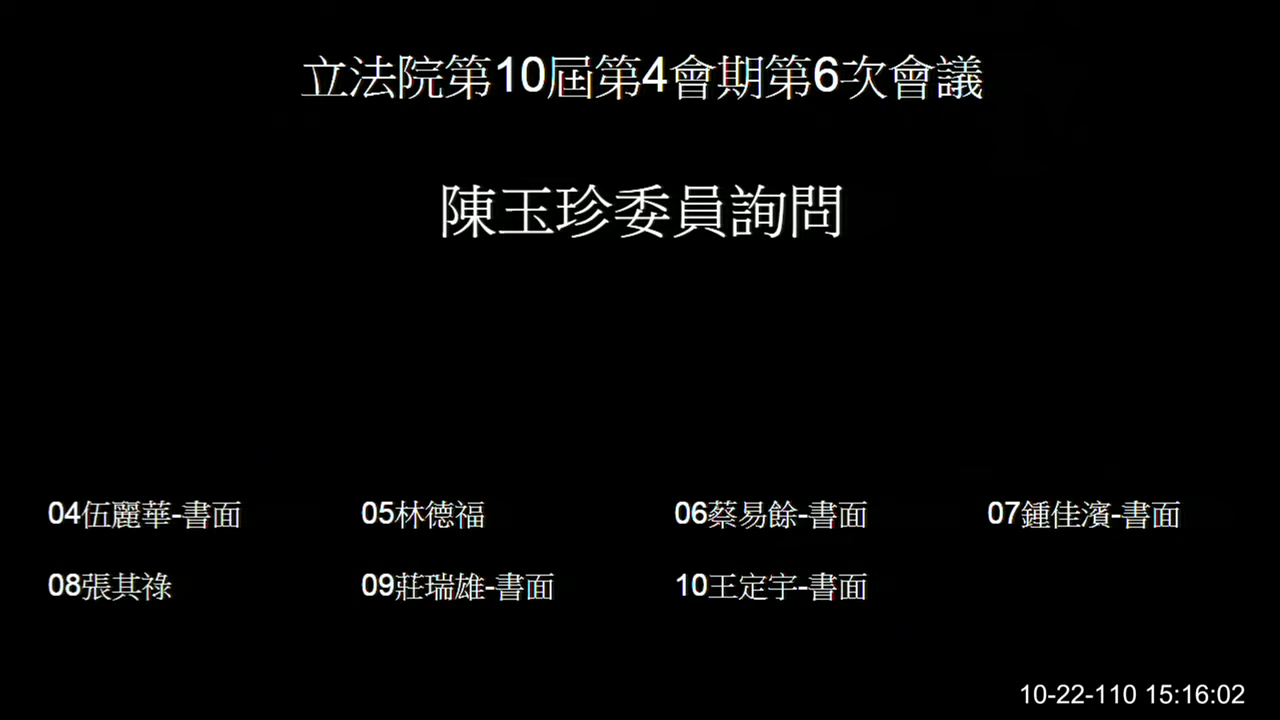 立法院第10屆第4會期第6次會議
陳玉珍委員詢問
04伍麗華-書面 05林德福 06蔡易餘-書面 07鍾佳濱-書面
08張其祿 09莊瑞雄-書面 10王定宇-書面
10-22-110 15:16:02